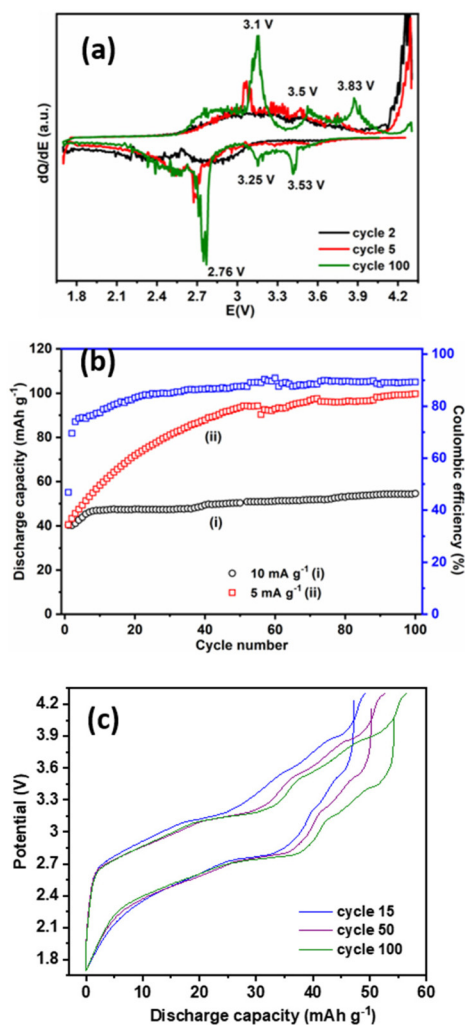 (a)
3.1 V
3.5 V
3.83 V
3.25 V
3.53 V
2.76 V
cycle 2
cycle 5
cycle 100
dQ/dE (a.u.)
1.7 2.2 2.7 3.1 3.5 3.9 4.2
E(V)
(b)
120
100
80
60
40
20
0
100
80
60
40
20
0
Discharge capacity (mAh g⁻¹)
Coulombic efficiency (%)
(ii)
(i)
10 mA g⁻¹ (i)
5 mA g⁻¹ (ii)
0 20 40 60 80 100
Cycle number
(c)
4.2
3.9
3.6
3.3
3
2.7
2.4
2.1
1.8
Potential (V)
cycle 15
cycle 50
cycle 100
0 10 20 30 40 50 60
Discharge capacity (mAh g⁻¹)